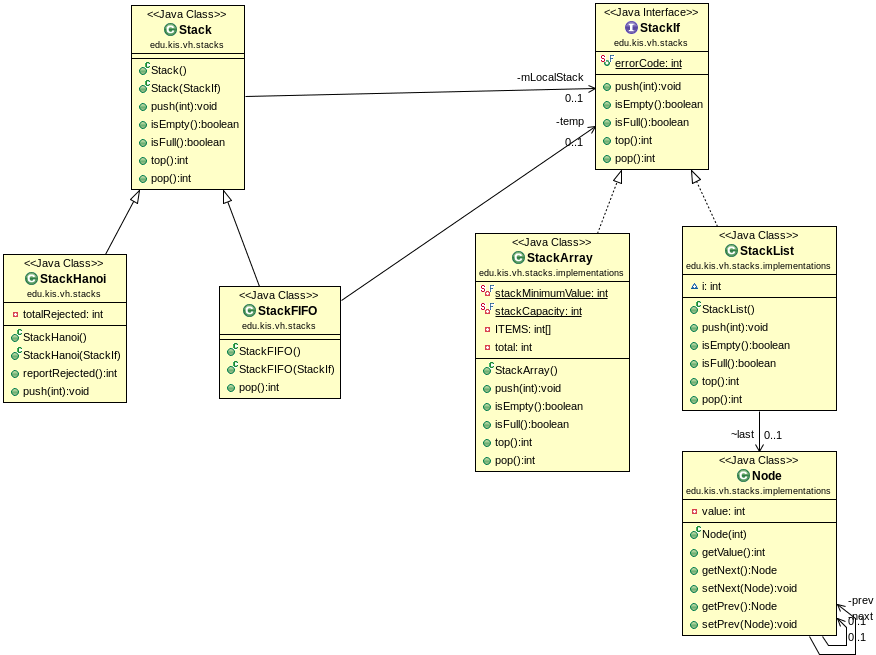 <<Java Class>>
Stack
edu.kis.vh.stacks
Stack()
Stack(StackIf)
push(int):void
isEmpty():boolean
isFull():boolean
top():int
pop():int
<<Java Interface>>
StackIf
edu.kis.vh.stacks
errorCode: int
push(int):void
isEmpty():boolean
isFull():boolean
top():int
pop():int
-mLocalStack
0..1
-temp
0..1
<<Java Class>>
StackHanoi
edu.kis.vh.stacks
totalRejected: int
StackHanoi()
StackHanoi(StackIf)
reportRejected():int
push(int):void
<<Java Class>>
StackFIFO
edu.kis.vh.stacks
StackFIFO()
StackFIFO(StackIf)
pop():int
<<Java Class>>
StackArray
edu.kis.vh.stacks.implementations
stackMinimumValue: int
stackCapacity: int
ITEMS: int[]
total: int
StackArray()
push(int):void
isEmpty():boolean
isFull():boolean
top():int
pop():int
<<Java Class>>
StackList
edu.kis.vh.stacks.implementations
i: int
StackList()
push(int):void
isEmpty():boolean
isFull():boolean
top():int
pop():int
~last
0..1
<<Java Class>>
Node
edu.kis.vh.stacks.implementations
value: int
Node(int)
getValue():int
getNext():Node
setNext(Node):void
getPrev():Node
setPrev(Node):void
-prev
-next
0..1
0..1